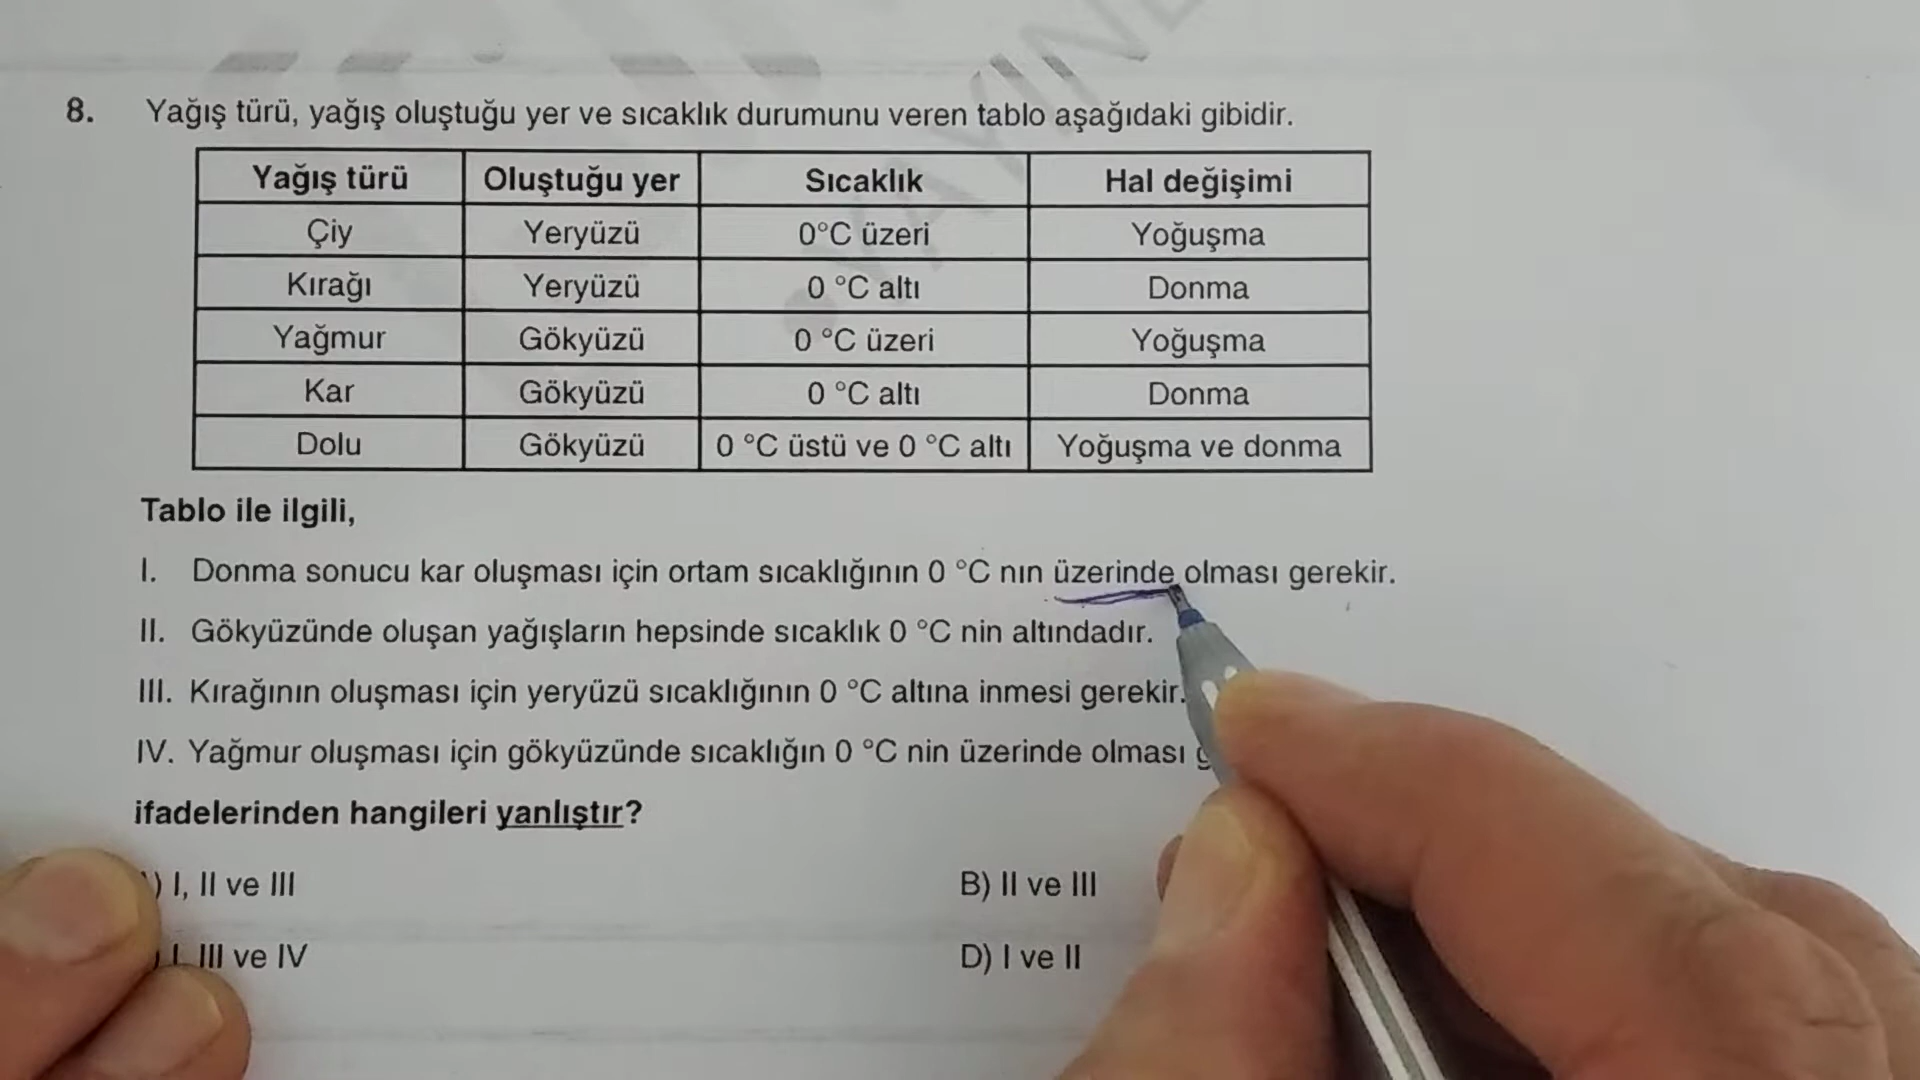 YAYINE
8. Yağış türü, yağış oluştuğu yer ve sıcaklık durumunu veren tablo aşağıdaki gibidir.
Yağış türü Oluştuğu yer Sıcaklık Hal değişimi
Çiy Yeryüzü 0°C üzeri Yoğuşma
Kırağı Yeryüzü 0 °C altı Donma
Yağmur Gökyüzü 0 °C üzeri Yoğuşma
Kar Gökyüzü 0 °C altı Donma
Dolu Gökyüzü 0 °C üstü ve 0 °C altı Yoğuşma ve donma
Tablo ile ilgili,
I. Donma sonucu kar oluşması için ortam sıcaklığının 0 °C nın üzerinde olması gerekir.
II. Gökyüzünde oluşan yağışların hepsinde sıcaklık 0 °C nin altındadır.
III. Kırağının oluşması için yeryüzü sıcaklığının 0 °C altına inmesi gerekir.
IV. Yağmur oluşması için gökyüzünde sıcaklığın 0 °C nin üzerinde olması
ifadelerinden hangileri yanlıştır?
) I, II ve III B) II ve III
I, III ve IV D) I ve II